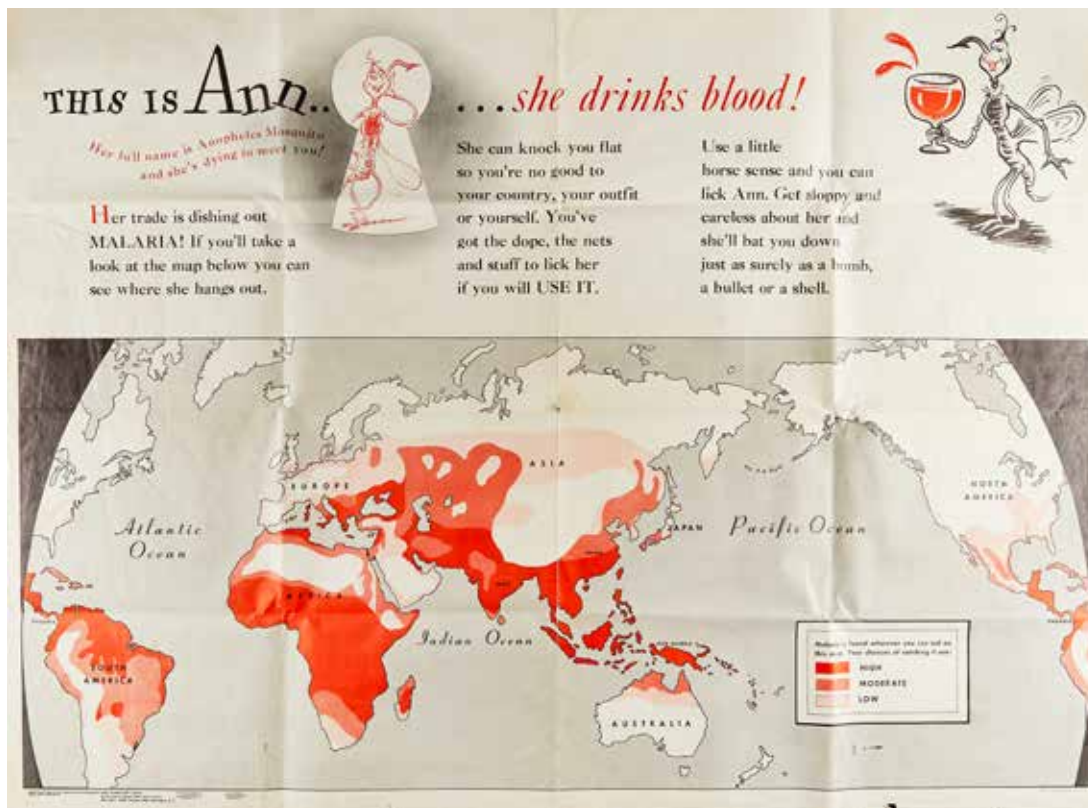 THIS IS Ann..
...she drinks blood!
Her full name is Anopheles Mosquito
and she's dying to meet you!
Her trade is dishing out
MALARIA! If you'll take a
look at the map below you can
see where she hangs out.
She can knock you flat
so you're no good to
your country, your outfit
or yourself. You've
got the dope, the nets
and stuff to lick her
if you will USE IT.
Use a little
horse sense and you can
lick Ann. Get sloppy and
careless about her and
she'll bat you down
just as surely as a bomb,
a bullet or a shell.
ASIA
EUROPE
NORTH
AMERICA
Atlantic
Ocean
JAPAN
Pacific Ocean
AFRICA
Indian Ocean
SOUTH
AMERICA
AUSTRALIA
HIGH
MODERATE
LOW